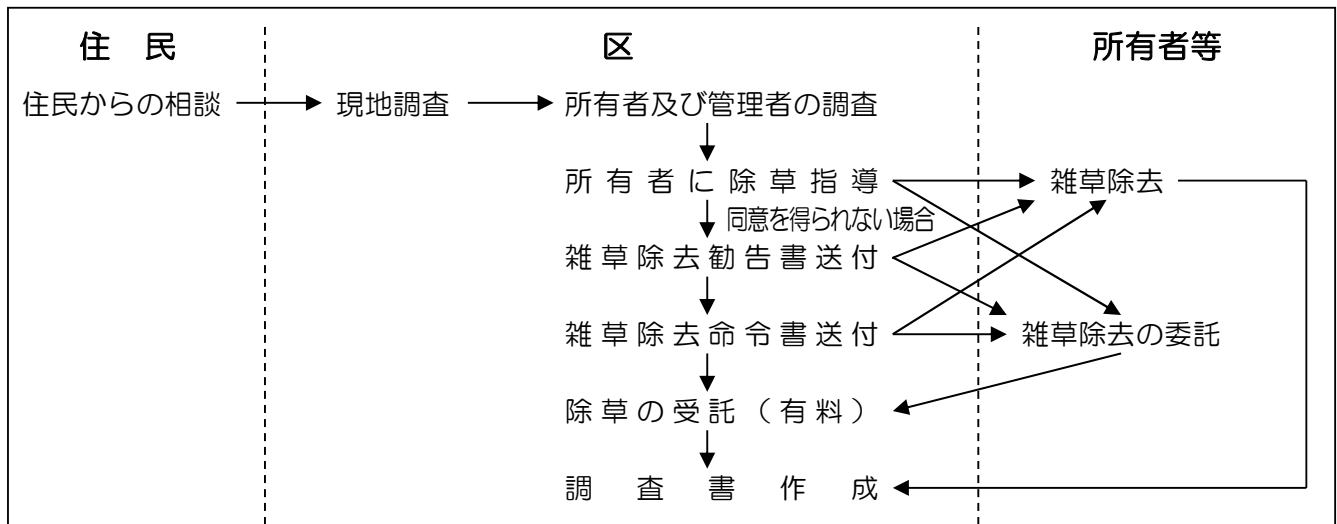 住　民
区
所有者等
住民からの相談
現地調査
所有者及び管理者の調査
所有者に除草指導
雑草除去
同意を得られない場合
雑草除去勧告書送付
雑草除去命令書送付
雑草除去の委託
除草の受託（有料）
調査書作成